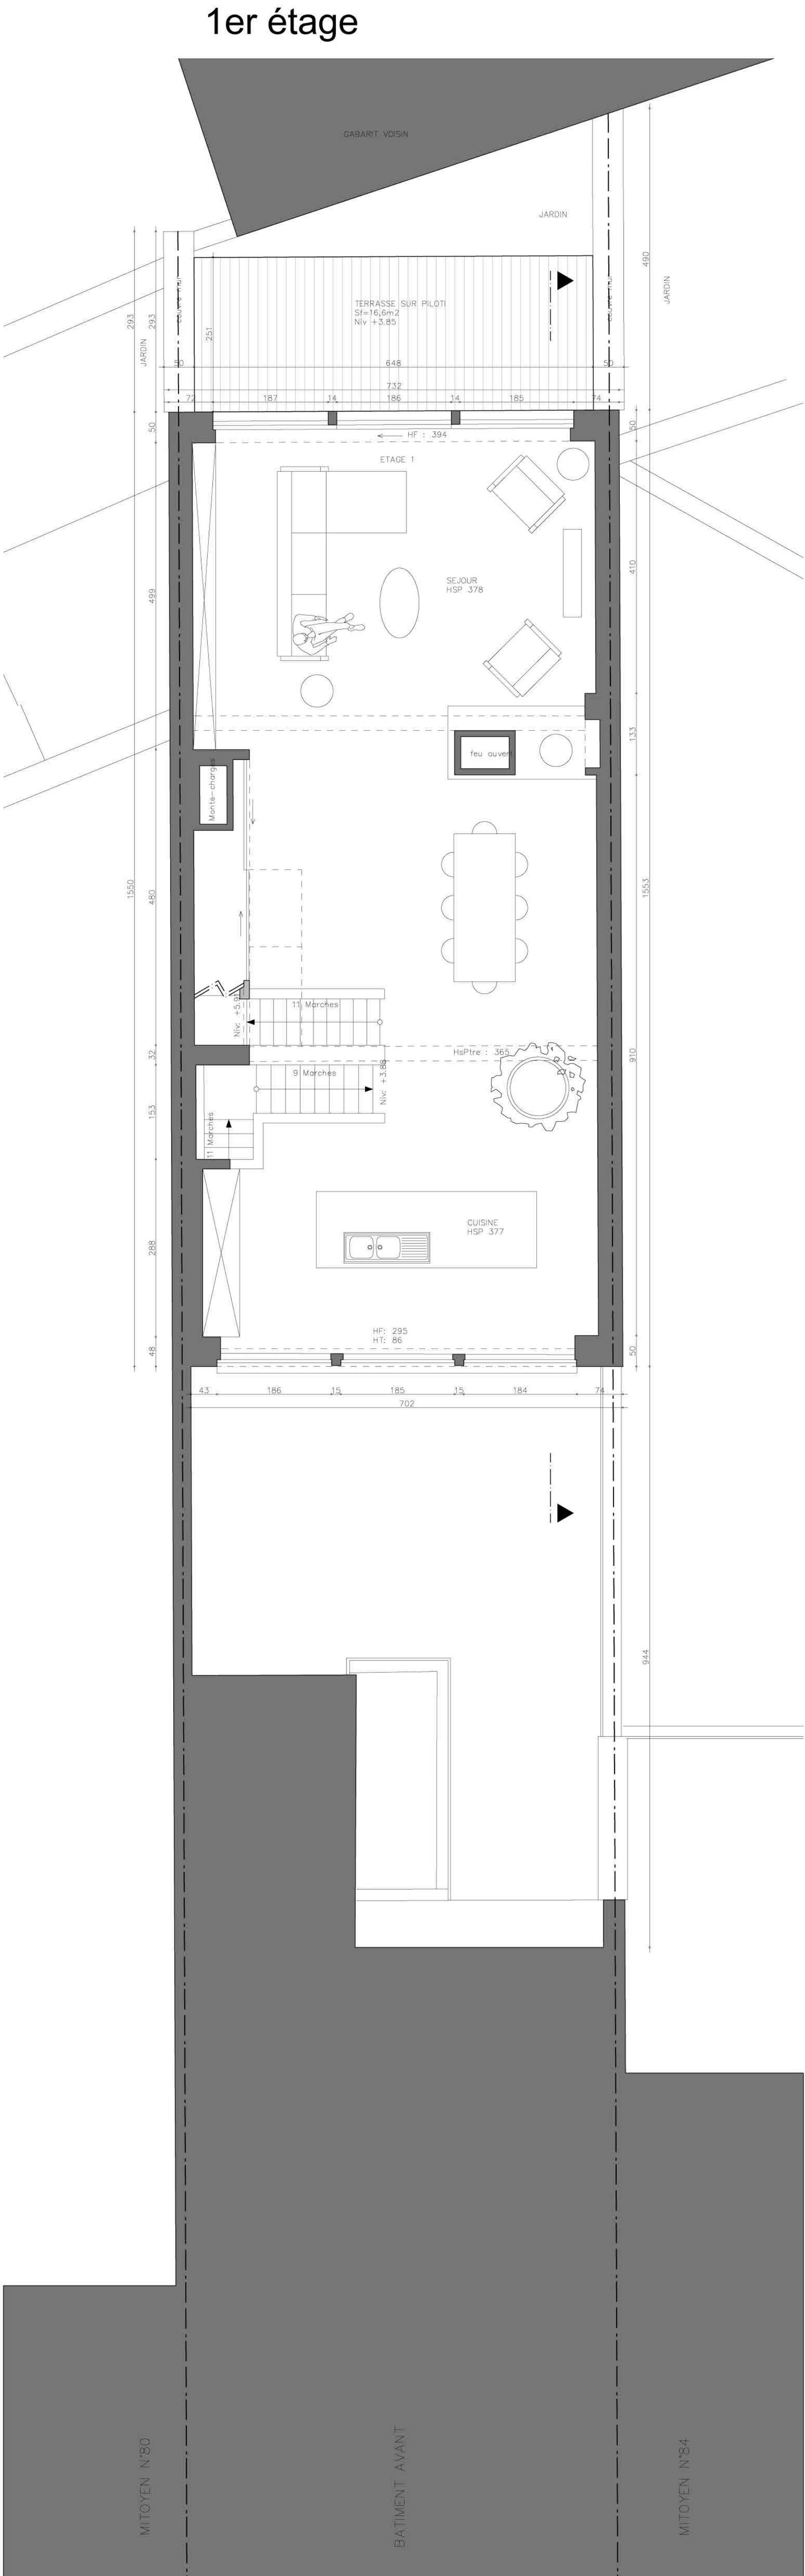 1er étage
GABARIT VOISIN
JARDIN
490
JARDIN
293
293
JARDIN
251
TERRASSE SUR PILOTI
Sf=16,6m2
Niv +3,85
50
648
50
732
72
187
14
186
14
185
74
50
50
HF : 394
ETAGE 1
SEJOUR
HSP 378
499
410
133
feu ouvert
Monte-charges
1550
480
1553
11 Marches
Niv: +5.91
HsPtre : 365
910
32
9 Marches
Niv: +3.88
153
11 Marches
CUISINE
HSP 377
288
HF: 295
HT: 86
48
50
43
186
15
185
15
184
74
702
944
MITOYEN N°80
BATIMENT AVANT
MITOYEN N°84